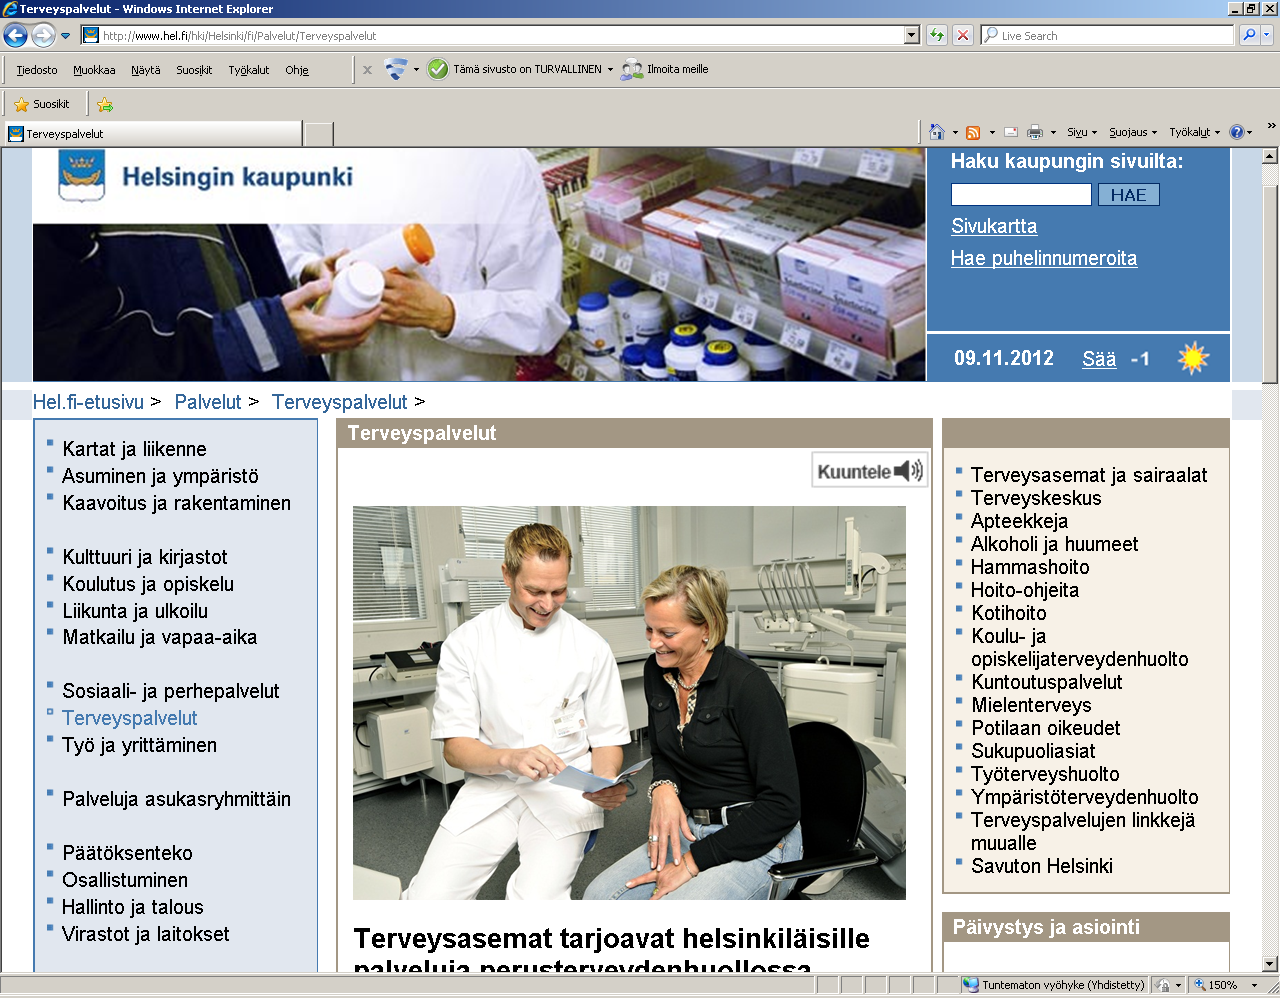 Terveyspalvelut - Windows Internet Explorer
http://www.hel.fi/hki/Helsinki/fi/Palvelut/Terveyspalvelut
Live Search
Tiedosto Muokkaa Näytä Suosikit Työkalut Ohje
Tämä sivusto on TURVALLINEN
Ilmoita meille
Suosikit
Terveyspalvelut
Sivu Suojaus Työkalut
Helsingin kaupunki
Haku kaupungin sivuilta:
HAE
Sivukartta
Hae puhelinnumeroita
09.11.2012 Sää -1
Hel.fi-etusivu > Palvelut > Terveyspalvelut >
Kartat ja liikenne
Asuminen ja ympäristö
Kaavoitus ja rakentaminen
Kulttuuri ja kirjastot
Koulutus ja opiskelu
Liikunta ja ulkoilu
Matkailu ja vapaa-aika
Sosiaali- ja perhepalvelut
Terveyspalvelut
Työ ja yrittäminen
Palveluja asukasryhmittäin
Päätöksenteko
Osallistuminen
Hallinto ja talous
Virastot ja laitokset
Terveyspalvelut
Kuuntele
Terveysasemat tarjoavat helsinkiläisille
palveluja perusterveydenhuollossa
Terveysasemat ja sairaalat
Terveyskeskus
Apteekkeja
Alkoholi ja huumeet
Hammashoito
Hoito-ohjeita
Kotihoito
Koulu- ja
opiskelijaterveydenhuolto
Kuntoutuspalvelut
Mielenterveys
Potilaan oikeudet
Sukupuoliasiat
Työterveyshuolto
Ympäristöterveydenhuolto
Terveyspalvelujen linkkejä
muualle
Savuton Helsinki
Päivystys ja asiointi
Tuntematon vyöhyke (Yhdistetty)
150%